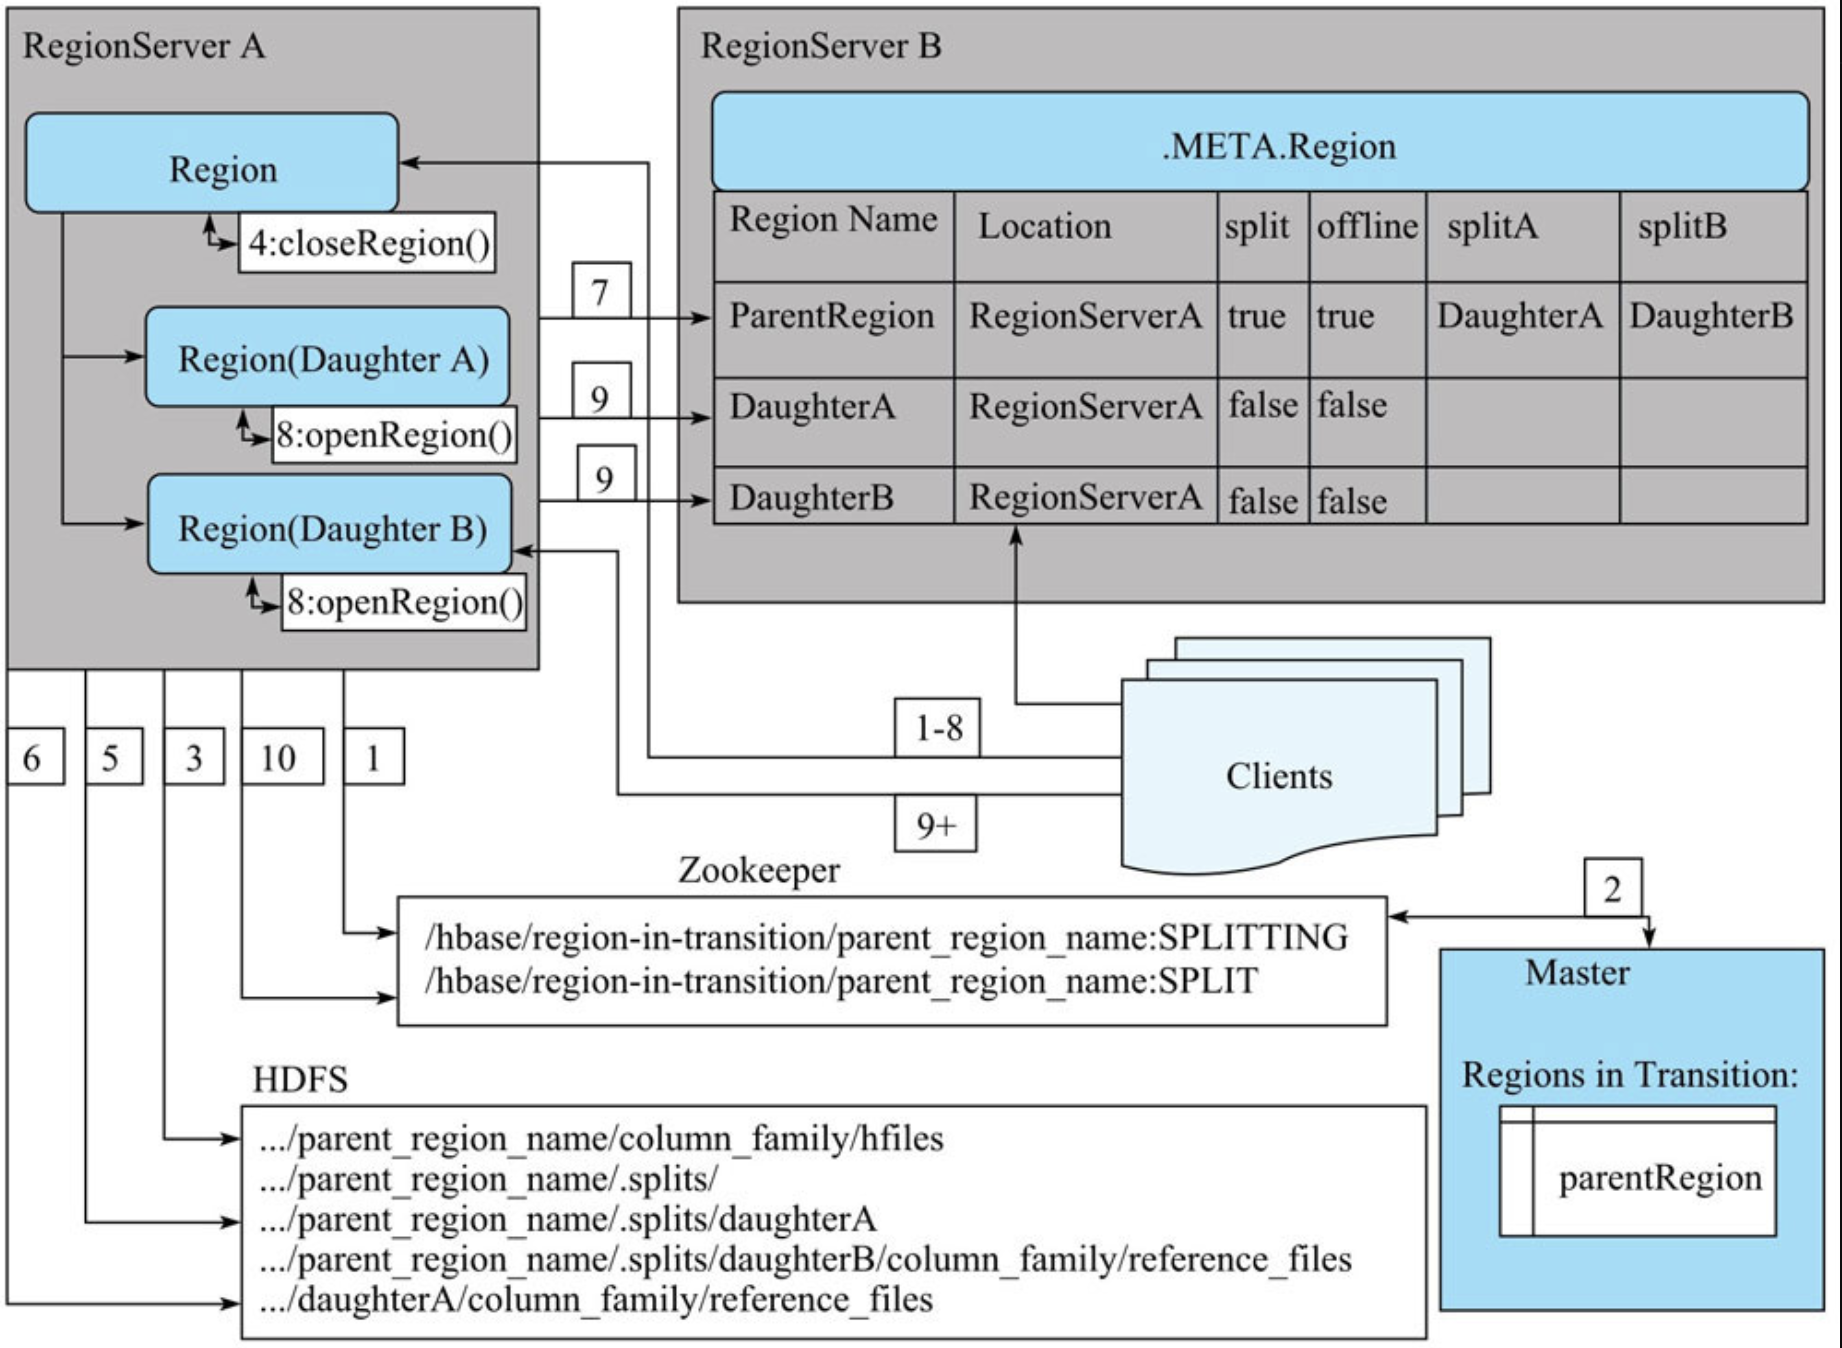 RegionServer A
Region
4:closeRegion()
Region(Daughter A)
8:openRegion()
Region(Daughter B)
8:openRegion()
7
9
9
RegionServer B
.META.Region
Region Name Location split offline splitA splitB
ParentRegion RegionServerA true true DaughterA DaughterB
DaughterA RegionServerA false false
DaughterB RegionServerA false false
6 5 3 10 1
1-8
9+
Clients
Zookeeper
/hbase/region-in-transition/parent_region_name:SPLITTING
/hbase/region-in-transition/parent_region_name:SPLIT
2
Master
Regions in Transition:
parentRegion
HDFS
.../parent_region_name/column_family/hfiles
.../parent_region_name/.splits/
.../parent_region_name/.splits/daughterA
.../parent_region_name/.splits/daughterB/column_family/reference_files
.../daughterA/column_family/reference_files